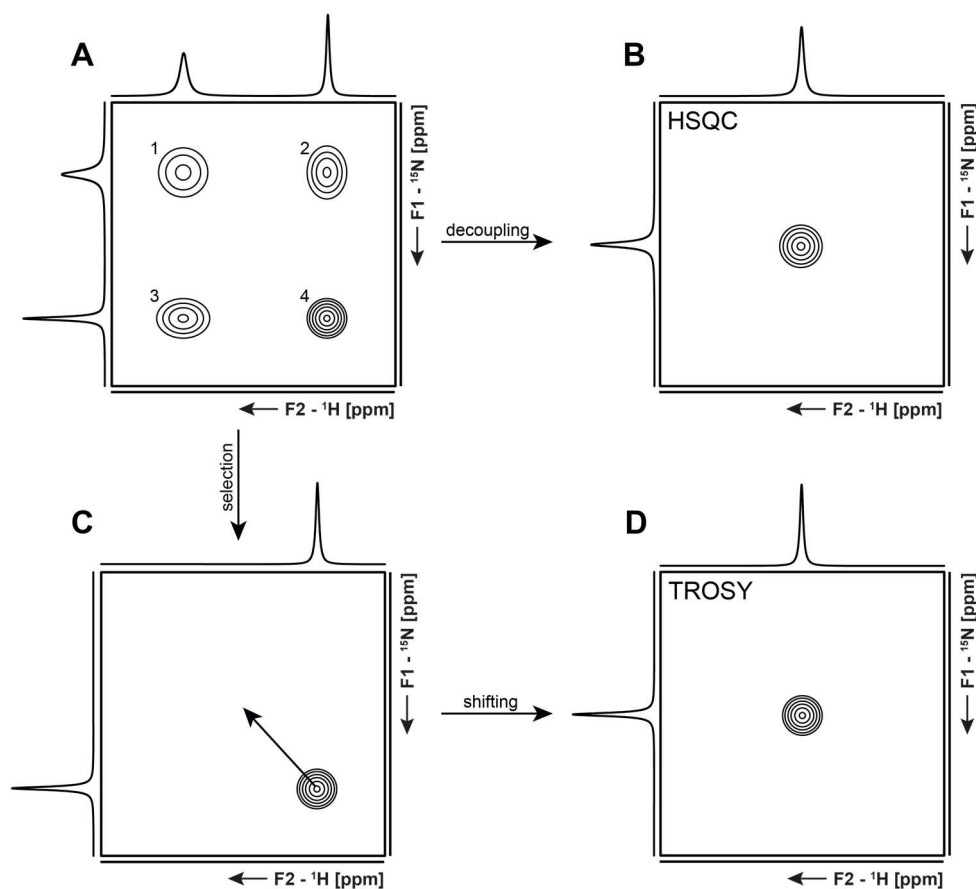 A
1
2
3
4
F1 - ¹⁵N [ppm]
F2 - ¹H [ppm]
decoupling
B
HSQC
F1 - ¹⁵N [ppm]
F2 - ¹H [ppm]
selection
C
F1 - ¹⁵N [ppm]
F2 - ¹H [ppm]
shifting
D
TROSY
F1 - ¹⁵N [ppm]
F2 - ¹H [ppm]